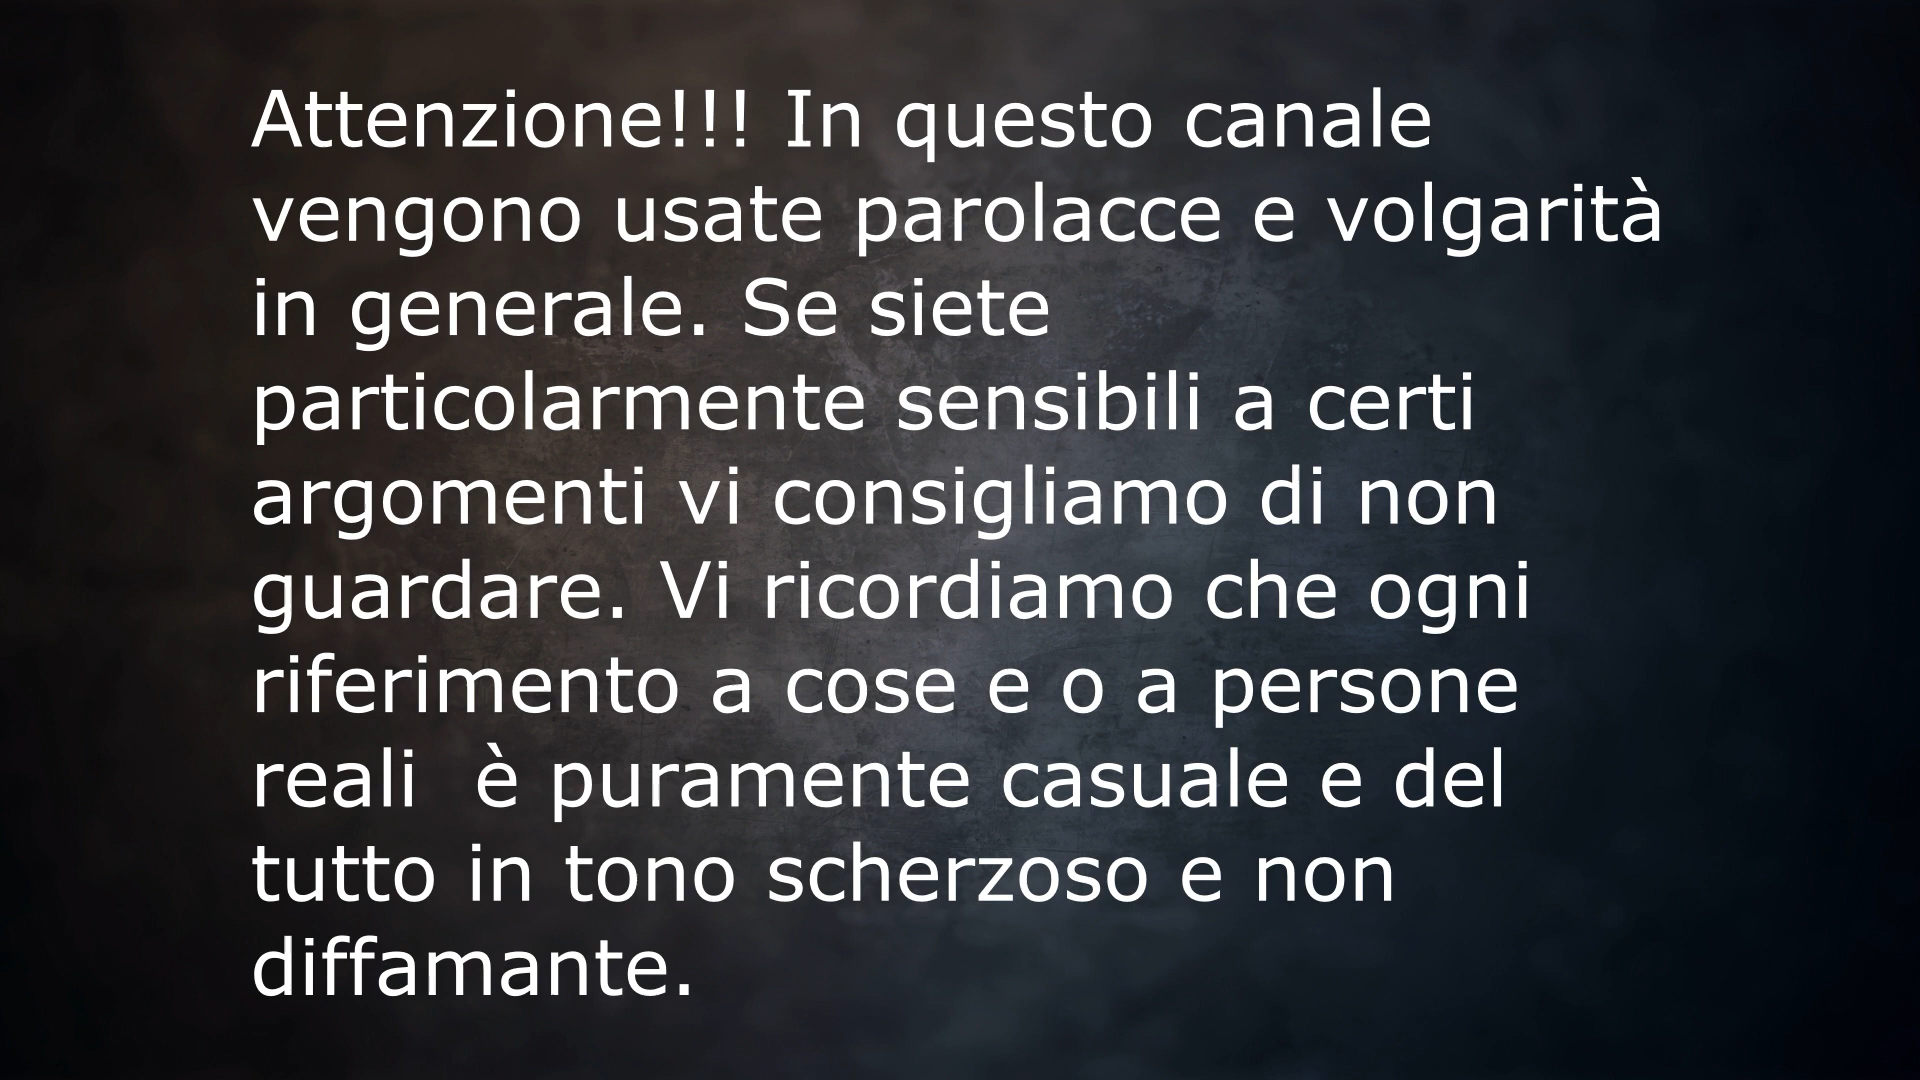 Attenzione!!! In questo canale
vengono usate parolacce e volgarità
in generale. Se siete
particolarmente sensibili a certi
argomenti vi consigliamo di non
guardare. Vi ricordiamo che ogni
riferimento a cose e o a persone
reali  è puramente casuale e del
tutto in tono scherzoso e non
diffamante.